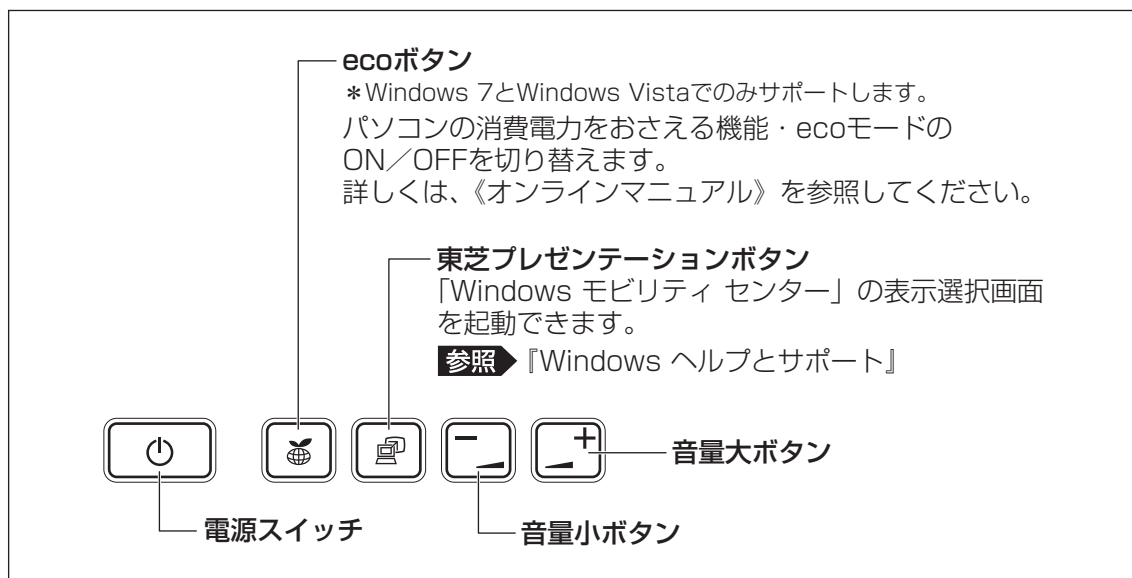 ecoボタン
＊Windows 7とWindows Vistaでのみサポートします。
パソコンの消費電力をおさえる機能・ecoモードの
ON／OFFを切り替えます。
詳しくは、《オンラインマニュアル》を参照してください。
東芝プレゼンテーションボタン
「Windows モビリティ センター」の表示選択画面
を起動できます。
参照 『Windows ヘルプとサポート』
音量大ボタン
電源スイッチ
音量小ボタン